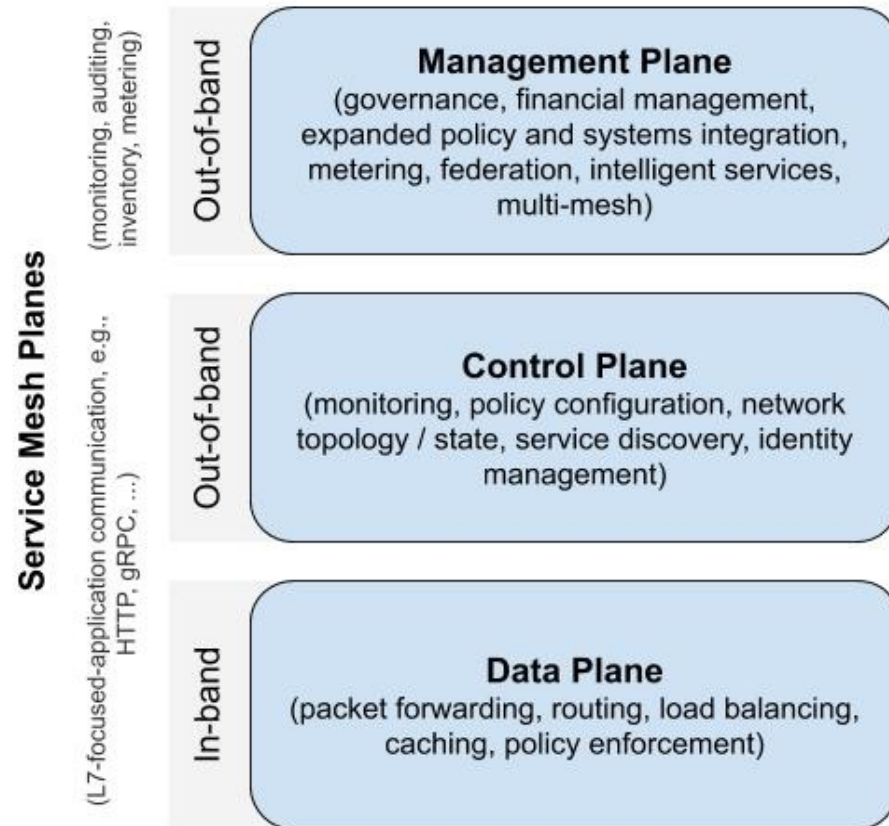 Service Mesh Planes
(monitoring, auditing,
inventory, metering)
Out-of-band
Management Plane
(governance, financial management,
expanded policy and systems integration,
metering, federation, intelligent services,
multi-mesh)
(L7-focused-application communication, e.g.,
HTTP, gRPC, ...)
Out-of-band
Control Plane
(monitoring, policy configuration, network
topology / state, service discovery, identity
management)
In-band
Data Plane
(packet forwarding, routing, load balancing,
caching, policy enforcement)